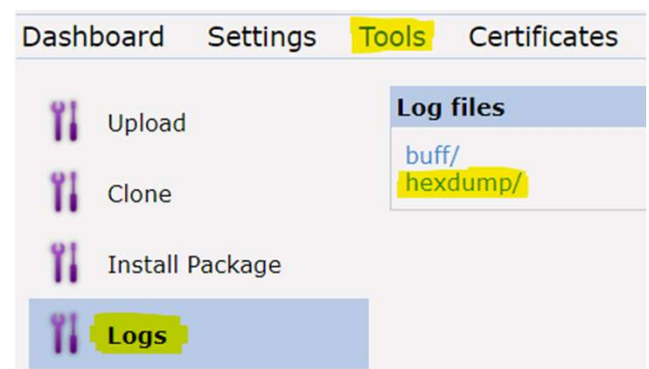 Dashboard Settings Tools Certificates
Upload
Clone
Install Package
Logs
Log files
buff/
hexdump/